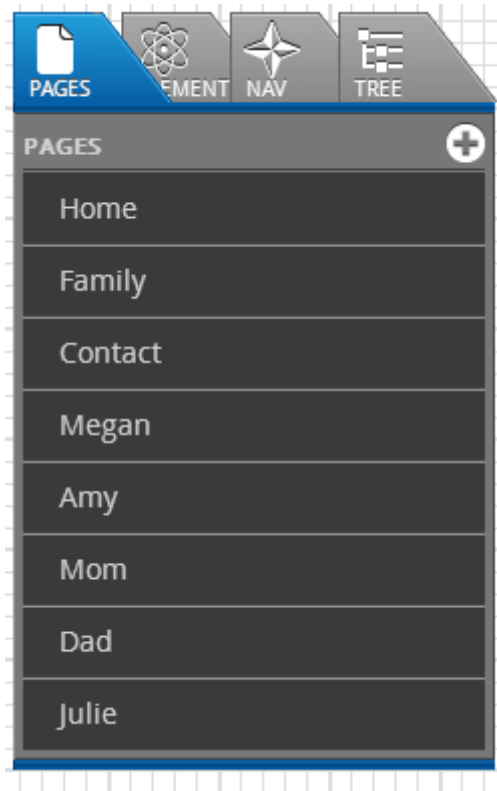 PAGES EMENT NAV TREE
PAGES
Home
Family
Contact
Megan
Amy
Mom
Dad
Julie